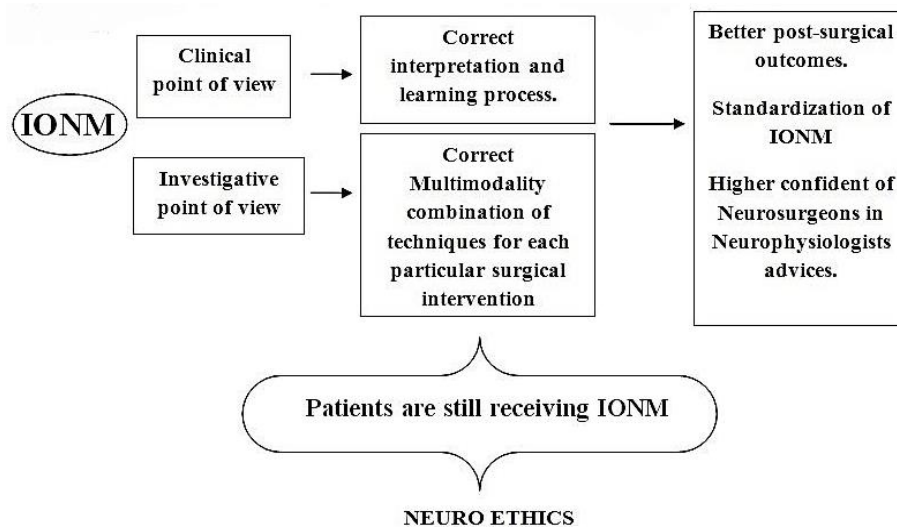 IONM
Clinical
point of view
Correct
interpretation and
learning process.
Investigative
point of view
Correct
Multimodality
combination of
techniques for each
particular surgical
intervention
Better post-surgical
outcomes.
Standardization of
IONM
Higher confident of
Neurosurgeons in
Neurophysiologists
advices.
Patients are still receiving IONM
NEURO ETHICS